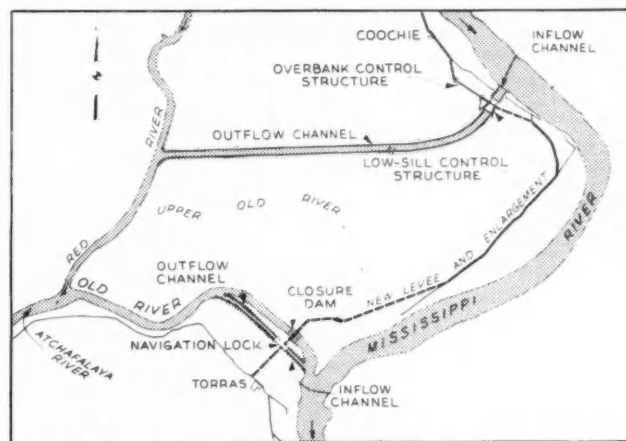 COOCHIE
INFLOW
CHANNEL
OVERBANK CONTROL
STRUCTURE
OUTFLOW CHANNEL
LOW-SILL CONTROL
STRUCTURE
RIVER
RED
UPPER OLD RIVER
NEW LEVEE AND ENLARGEMENT
RIVER
MISSISSIPPI
OUTFLOW
CHANNEL
OLD RIVER
CLOSURE
DAM
NAVIGATION LOCK
ATCHAFALAYA
RIVER
TORRAS
INFLOW
CHANNEL